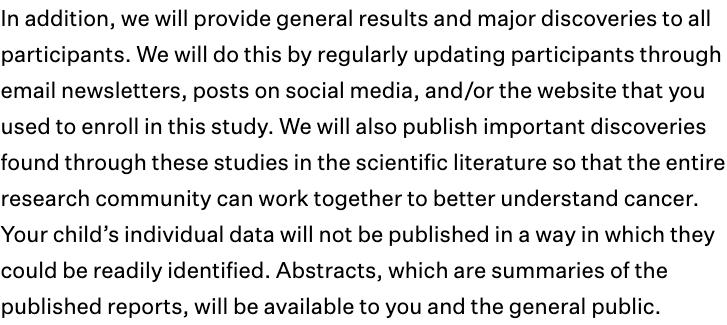 In addition, we will provide general results and major discoveries to all
participants. We will do this by regularly updating participants through
email newsletters, posts on social media, and/or the website that you
used to enroll in this study. We will also publish important discoveries
found through these studies in the scientific literature so that the entire
research community can work together to better understand cancer.
Your child’s individual data will not be published in a way in which they
could be readily identified. Abstracts, which are summaries of the
published reports, will be available to you and the general public.